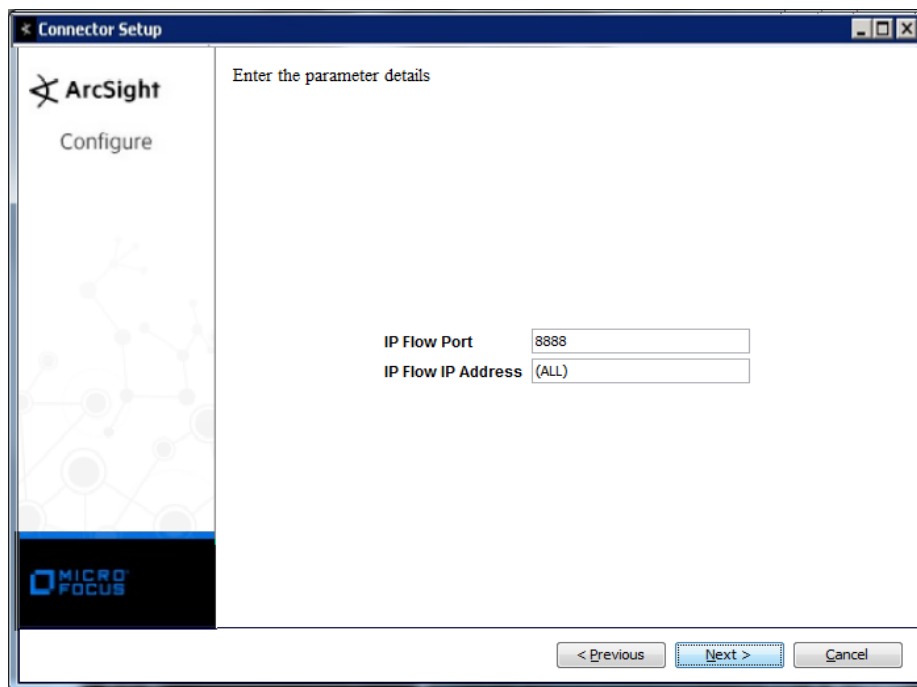 Connector Setup
ArcSight
Configure
Enter the parameter details
IP Flow Port 8888
IP Flow IP Address (ALL)
MICRO
FOCUS
< Previous Next > Cancel